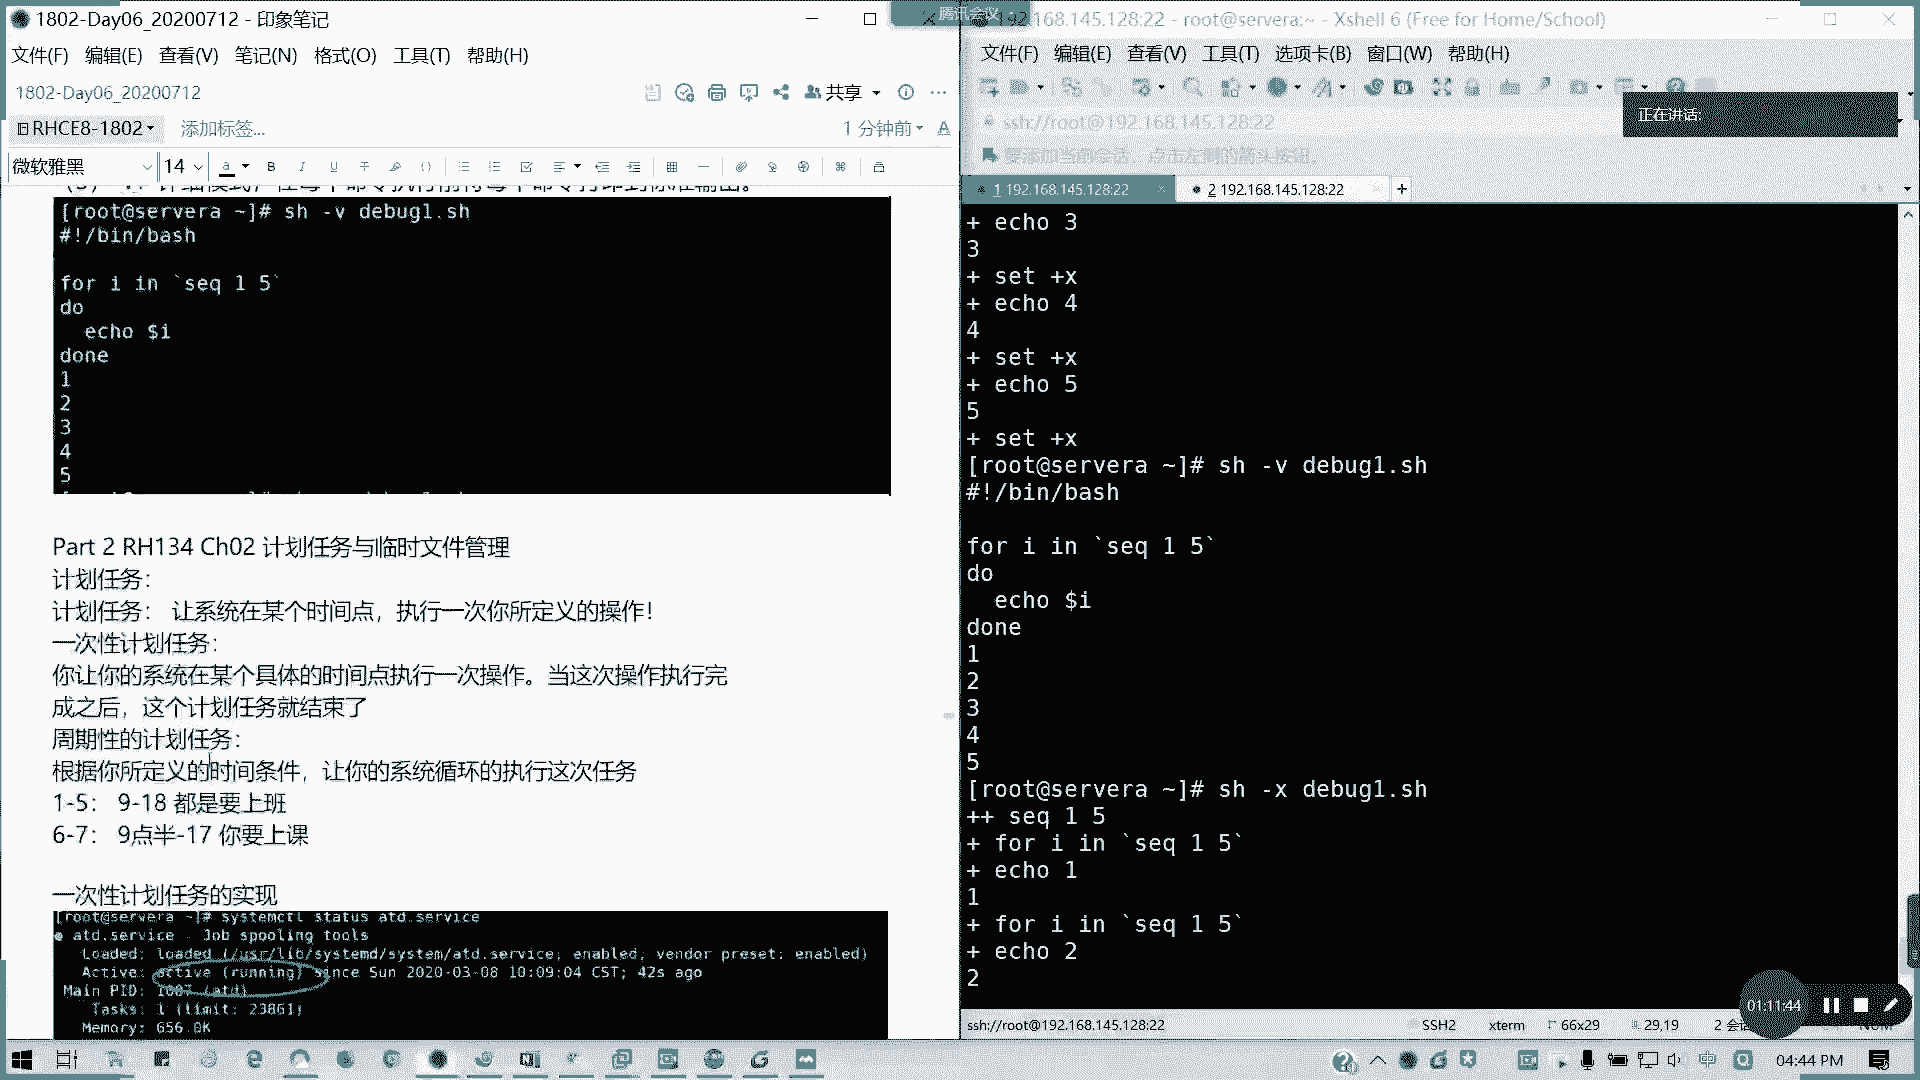 1802-Day06_20200712 - 印象笔记
文件(F) 编辑(E) 查看(V) 笔记(N) 格式(O) 工具(T) 帮助(H)
1802-Day06_20200712
共享
RHCE8-1802
添加标签...
1 分钟前
微软雅黑
14
[root@servera ~]# sh -v debug1.sh
#!/bin/bash
for i in `seq 1 5`
do
echo $i
done
1
2
3
4
5
Part 2 RH134 Ch02 计划任务与临时文件管理
计划任务：
计划任务： 让系统在某个时间点，执行一次你所定义的操作！
一次性计划任务：
你让你的系统在某个具体的时间点执行一次操作。当这次操作执行完
成之后，这个计划任务就结束了
周期性的计划任务：
根据你所定义的时间条件，让你的系统循环的执行这次任务
1-5： 9-18 都是要上班
6-7： 9点半-17 你要上课
一次性计划任务的实现
[root@servera ~]# systemctl status atd.service
● atd.service - Job spooling tools
Loaded: loaded (/usr/lib/systemd/system/atd.service; enabled, vendor preset: enabled)
Active: active (running) since Sun 2020-03-08 10:09:04 CST; 42s ago
Main PID: 1087 (atd)
Tasks: 1 (limit: 23861)
Memory: 656.0K
腾讯会议
192.168.145.128:22 - root@servera:~ - Xshell 6 (Free for Home/School)
文件(F) 编辑(E) 查看(V) 工具(T) 选项卡(B) 窗口(W) 帮助(H)
ssh://root@192.168.145.128:22
正在讲话:
要添加当前会话，点击左侧的箭头按钮。
1 192.168.145.128:22
2 192.168.145.128:22
+ echo 3
3
+ set +x
+ echo 4
4
+ set +x
+ echo 5
5
+ set +x
[root@servera ~]# sh -v debug1.sh
#!/bin/bash
for i in `seq 1 5`
do
echo $i
done
1
2
3
4
5
[root@servera ~]# sh -x debug1.sh
++ seq 1 5
+ for i in `seq 1 5`
+ echo 1
1
+ for i in `seq 1 5`
+ echo 2
2
01:11:44
ssh://root@192.168.145.128:22
SSH2
xterm
66x29
29,19
NUM
中
04:44 PM